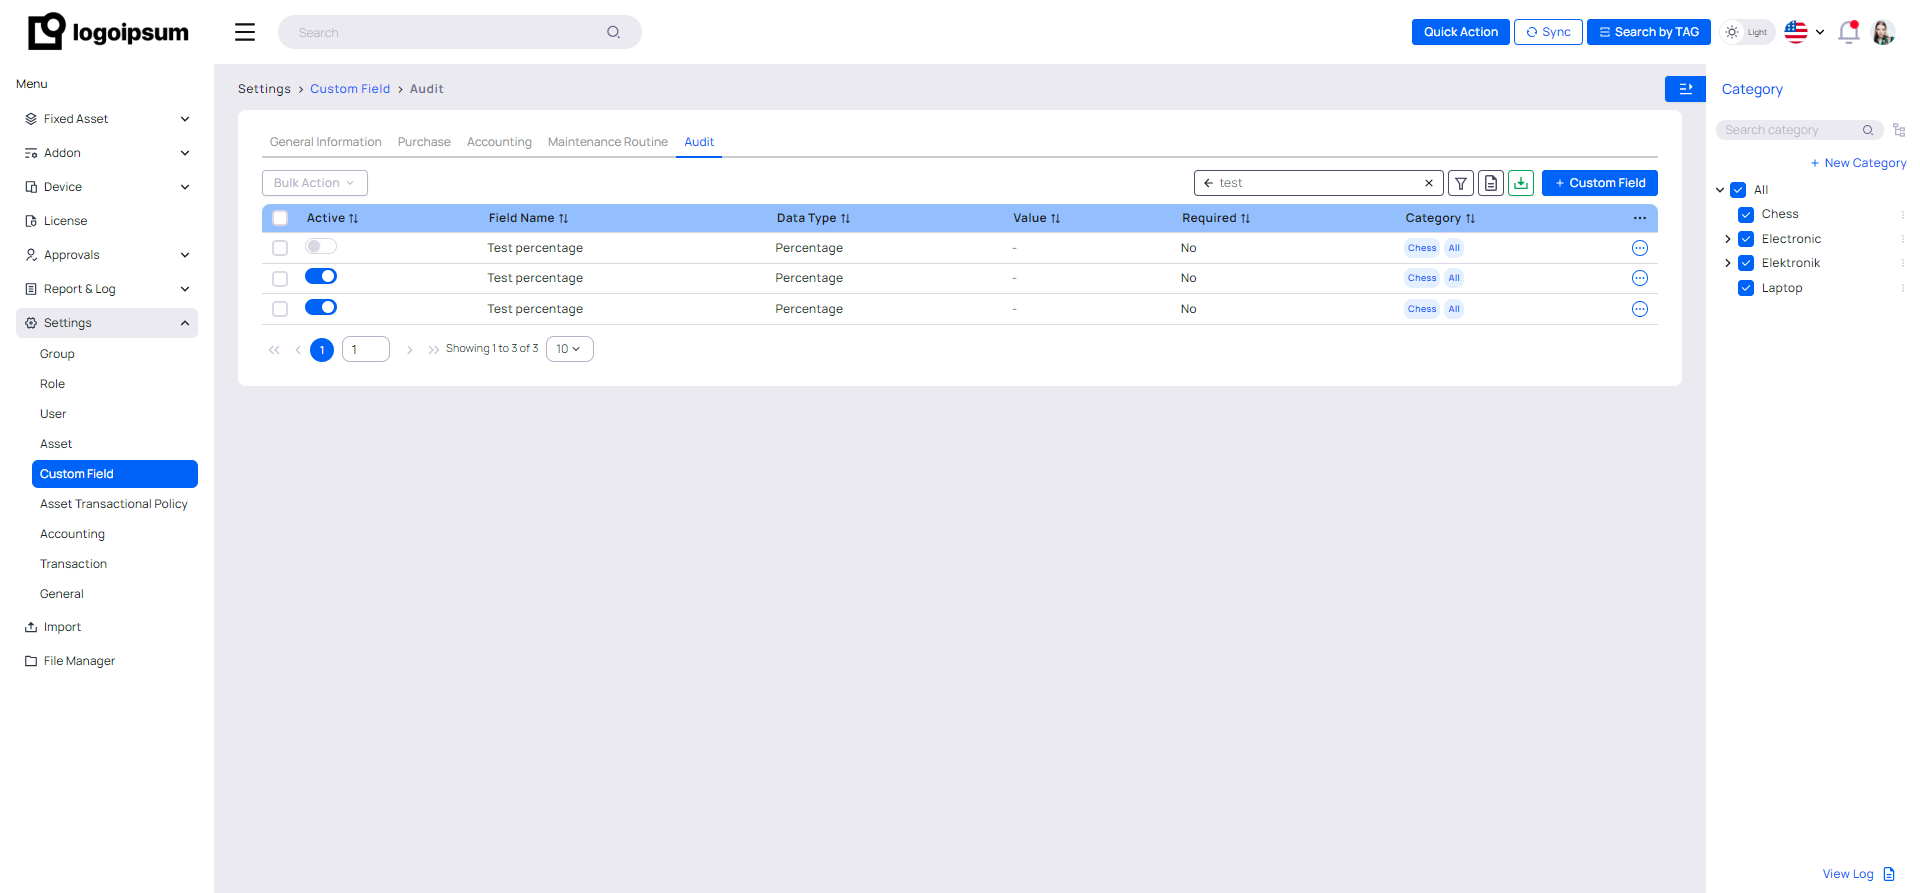 logoipsum
Search
Quick Action
Sync
Search by TAG
Light
Menu
Fixed Asset
Addon
Device
License
Approvals
Report & Log
Settings
Group
Role
User
Asset
Custom Field
Asset Transactional Policy
Accounting
Transaction
General
Import
File Manager
Settings > Custom Field > Audit
General Information Purchase Accounting Maintenance Routine Audit
Bulk Action
test
+ Custom Field
Active Field Name Data Type Value Required Category
Test percentage Percentage - No Chess All
Test percentage Percentage - No Chess All
Test percentage Percentage - No Chess All
1 1 Showing 1 to 3 of 3 10
Category
Search category
+ New Category
All
Chess
Electronic
Elektronik
Laptop
View Log